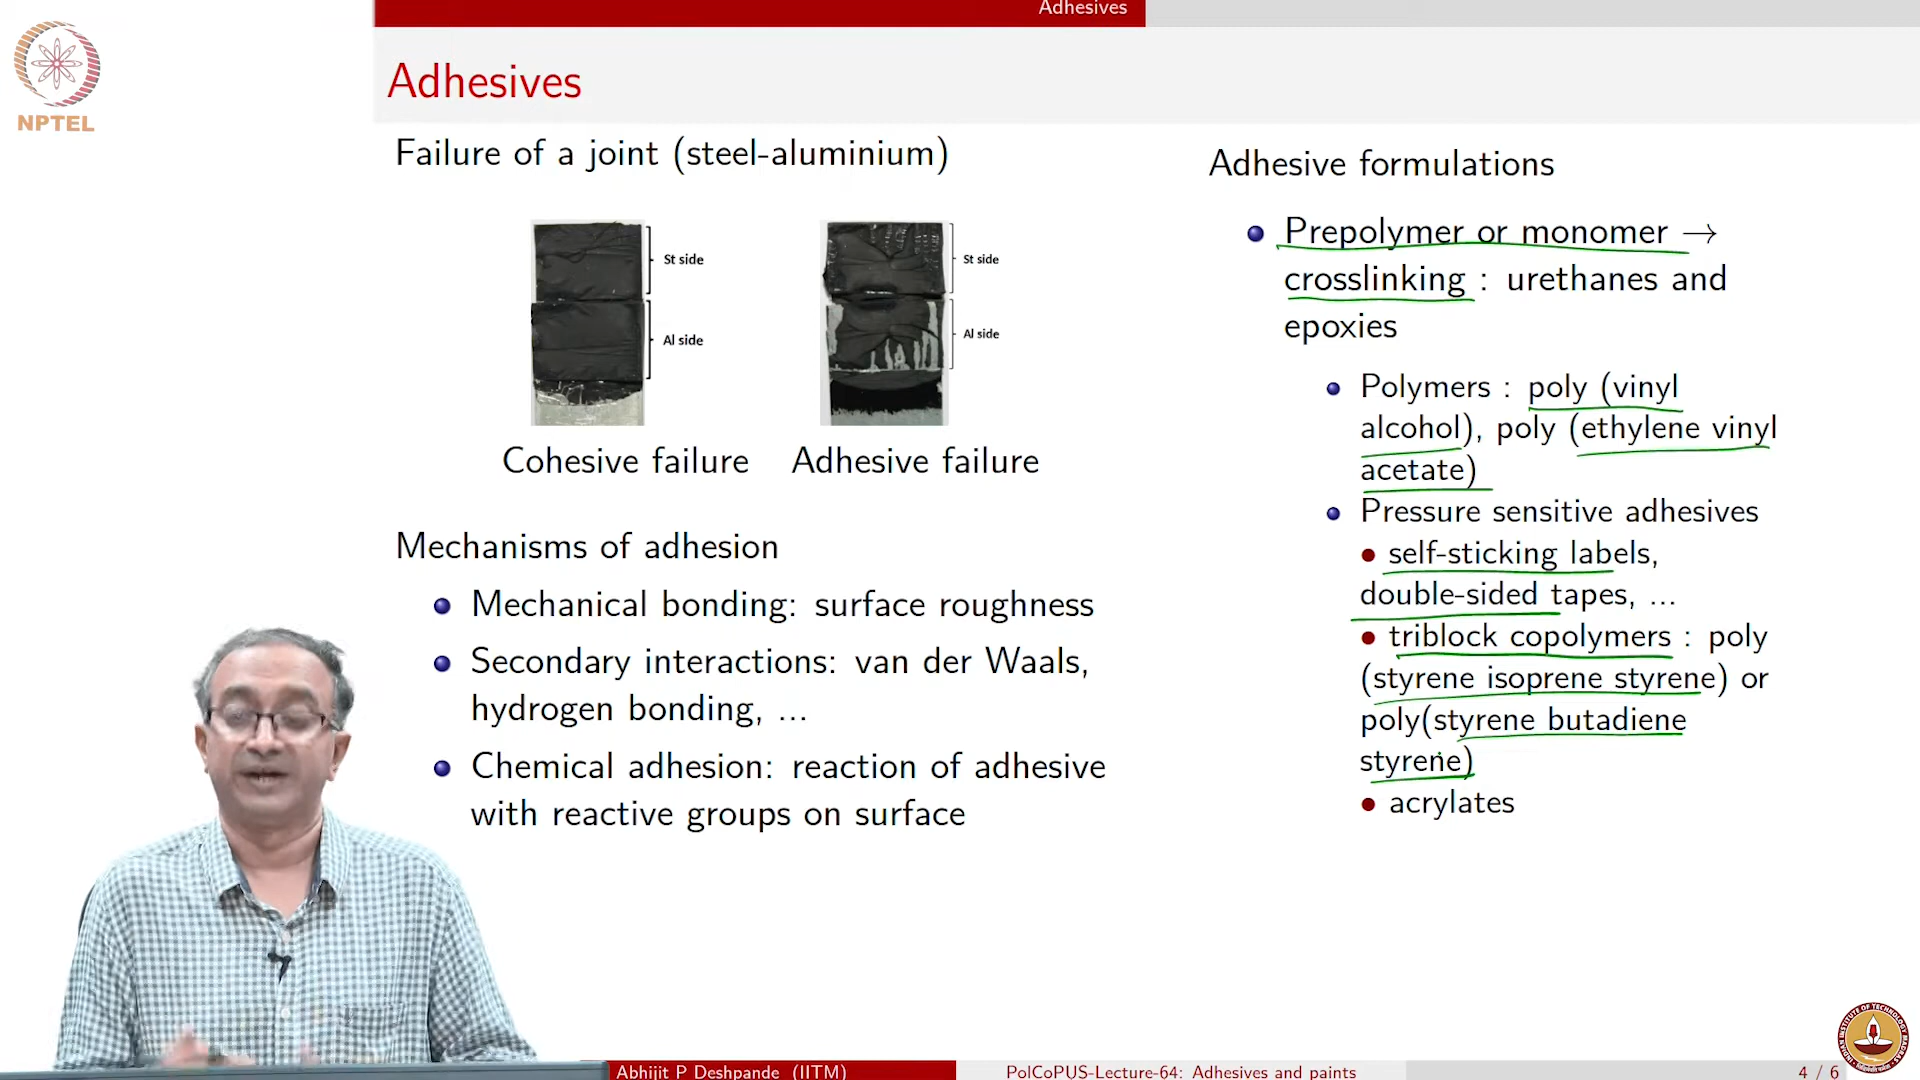 Adhesives
NPTEL
Adhesives
Failure of a joint (steel-aluminium)
St side
Al side
St side
Al side
Cohesive failure
Adhesive failure
Mechanisms of adhesion
Mechanical bonding: surface roughness
Secondary interactions: van der Waals,
hydrogen bonding, ...
Chemical adhesion: reaction of adhesive
with reactive groups on surface
Adhesive formulations
Prepolymer or monomer →
crosslinking : urethanes and
epoxies
Polymers : poly (vinyl
alcohol), poly (ethylene vinyl
acetate)
Pressure sensitive adhesives
self-sticking labels,
double-sided tapes, ...
triblock copolymers : poly
(styrene isoprene styrene) or
poly(styrene butadiene
styrene)
acrylates
Abhijit P Deshpande (IITM)
PolCoPUS-Lecture-64: Adhesives and paints
4 / 6